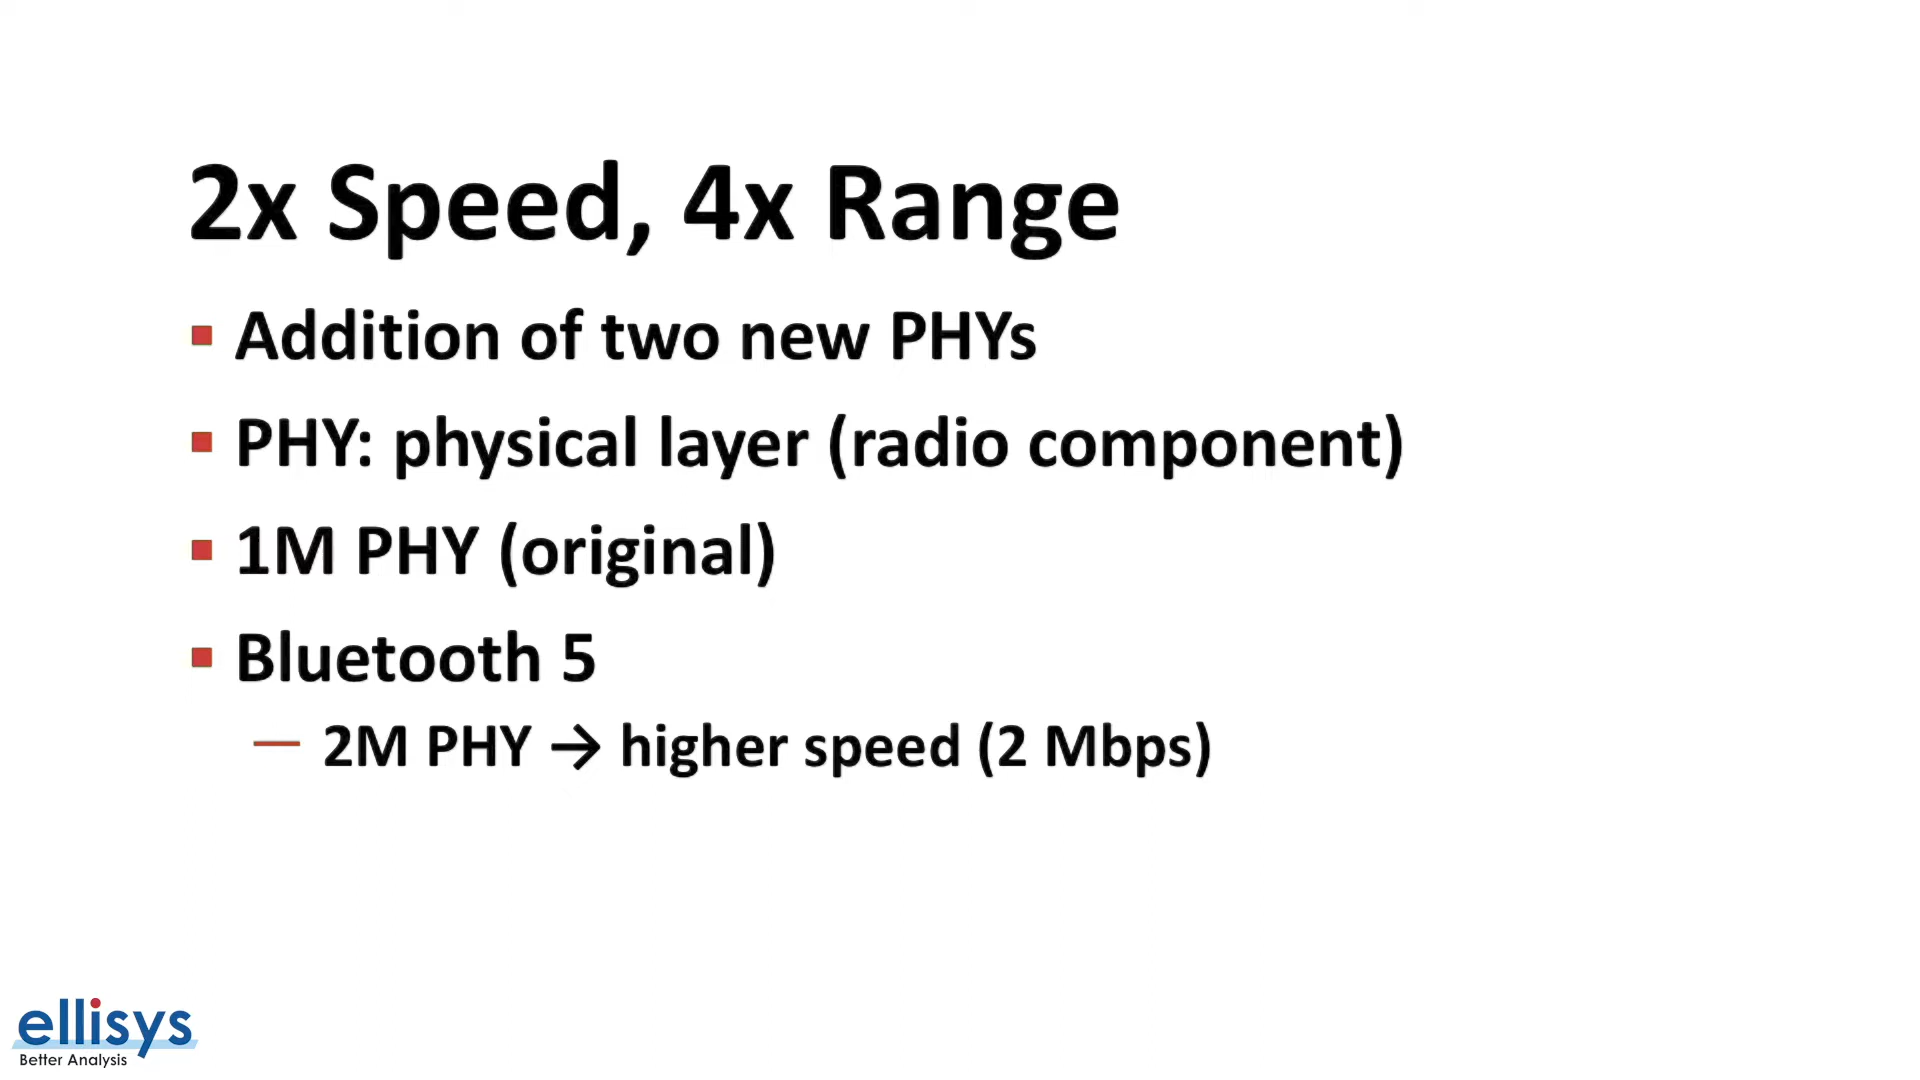 2x Speed, 4x Range
Addition of two new PHYs
PHY: physical layer (radio component)
1M PHY (original)
Bluetooth 5
— 2M PHY → higher speed (2 Mbps)
ellisys
Better Analysis